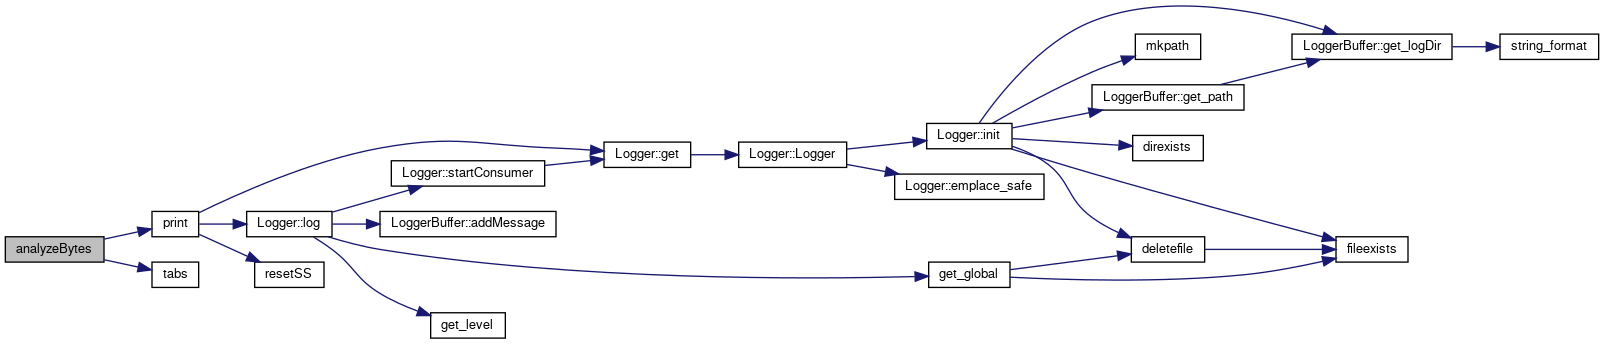 analyzeBytes
print
tabs
Logger::log
resetSS
Logger::startConsumer
LoggerBuffer::addMessage
get_level
Logger::get
Logger::Logger
Logger::init
Logger::emplace_safe
get_global
mkpath
LoggerBuffer::get_path
direxists
deletefile
LoggerBuffer::get_logDir
fileexists
string_format